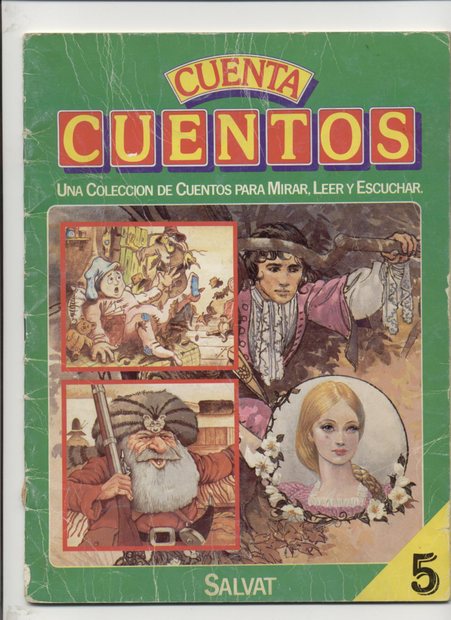 CUENTA
CUENTOS
UNA COLECCION DE CUENTOS PARA MIRAR, LEER Y ESCUCHAR.
SALVAT
5